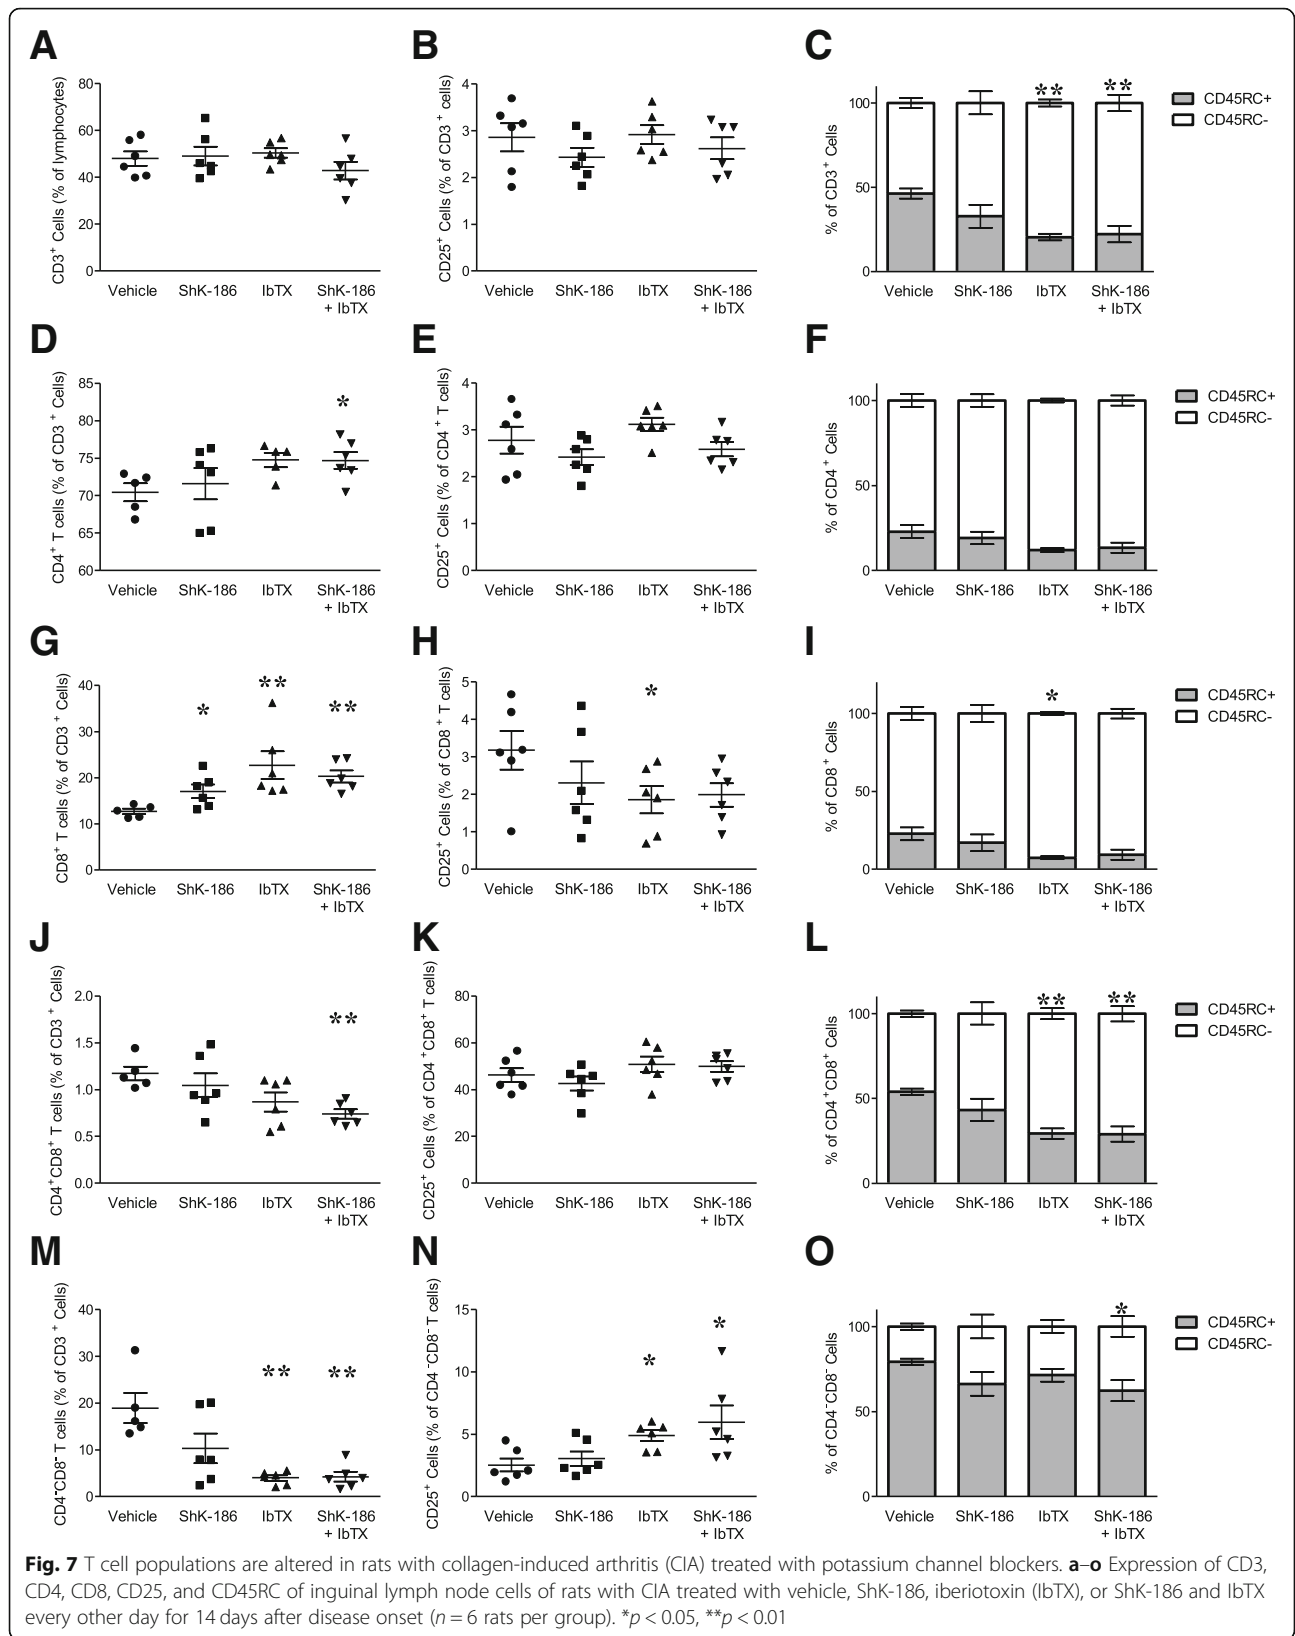 A
CD3+ Cells (% of lymphocytes)
80
60
40
20
0
Vehicle ShK-186 IbTX ShK-186
+ IbTX
B
CD25+ Cells (% of CD3 + cells)
4
3
2
1
0
Vehicle ShK-186 IbTX ShK-186
+ IbTX
C
% of CD3+ Cells
100
50
0
** **
CD45RC+
CD45RC-
Vehicle ShK-186 IbTX ShK-186
+ IbTX
D
CD4+ T cells (% of CD3 + Cells)
85
80
75
70
65
60
*
Vehicle ShK-186 IbTX ShK-186
+ IbTX
E
CD25+ Cells (% of CD4 + T cells)
4
3
2
1
0
Vehicle ShK-186 IbTX ShK-186
+ IbTX
F
% of CD4+ Cells
100
50
0
CD45RC+
CD45RC-
Vehicle ShK-186 IbTX ShK-186
+ IbTX
G
CD8+ T cells (% of CD3 + Cells)
40
30
20
10
0
* ** **
Vehicle ShK-186 IbTX ShK-186
+ IbTX
H
CD25+ Cells (% of CD8 + T cells)
5
4
3
2
1
0
*
Vehicle ShK-186 IbTX ShK-186
+ IbTX
I
% of CD8+ Cells
100
50
0
*
CD45RC+
CD45RC-
Vehicle ShK-186 IbTX ShK-186
+ IbTX
J
CD4+CD8+ T cells (% of CD3 + Cells)
2.0
1.5
1.0
0.5
0.0
**
Vehicle ShK-186 IbTX ShK-186
+ IbTX
K
CD25+ Cells (% of CD4 +CD8+ T cells)
80
60
40
20
0
Vehicle ShK-186 IbTX ShK-186
+ IbTX
L
% of CD4 +CD8+ Cells
100
50
0
** **
CD45RC+
CD45RC-
Vehicle ShK-186 IbTX ShK-186
+ IbTX
M
CD4-CD8- T cells (% of CD3 + Cells)
40
30
20
10
0
** **
Vehicle ShK-186 IbTX ShK-186
+ IbTX
N
CD25+ Cells (% of CD4 -CD8- T cells)
15
10
5
0
* *
Vehicle ShK-186 IbTX ShK-186
+ IbTX
O
% of CD4-CD8- Cells
100
50
0
*
CD45RC+
CD45RC-
Vehicle ShK-186 IbTX ShK-186
+ IbTX
Fig. 7 T cell populations are altered in rats with collagen-induced arthritis (CIA) treated with potassium channel blockers. a–o Expression of CD3,
CD4, CD8, CD25, and CD45RC of inguinal lymph node cells of rats with CIA treated with vehicle, ShK-186, iberiotoxin (IbTX), or ShK-186 and IbTX
every other day for 14 days after disease onset (n = 6 rats per group). *p < 0.05, **p < 0.01